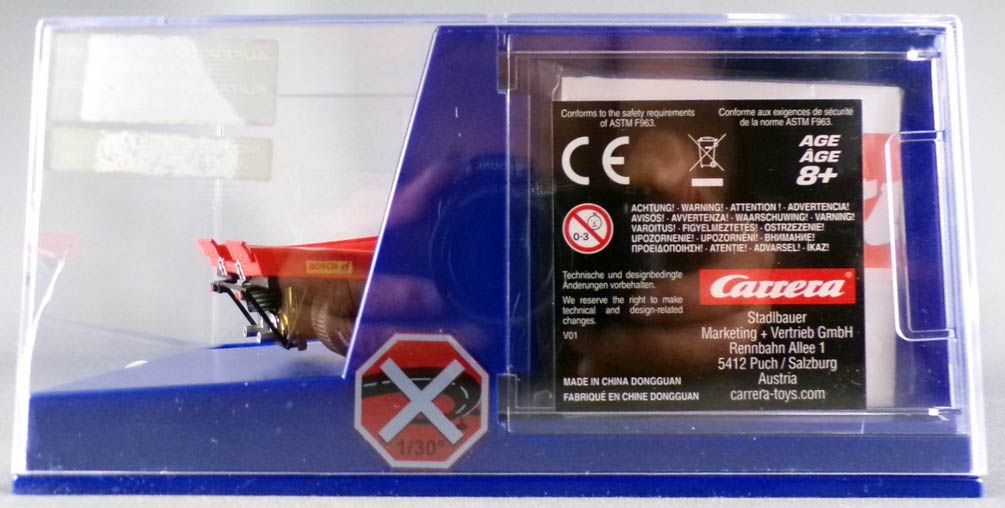 Conforms to the safety requirements
of ASTM F963.
Conforme aux exigences de sécurité
de la norme ASTM F963.
CE
AGE
ÂGE
8+
0-3
ACHTUNG! · WARNING! · ATTENTION ! · ADVERTENCIA!
AVISOS! · AVVERTENZA! · WAARSCHUWING! · VARNING!
VAROITUS! · FIGYELMEZTETÉS! · OSTRZEŻENIE!
UPOZORNENIE! · UPOZORNĚNÍ! · ВНИМАНИЕ!
ΠΡΟΕΙΔΟΠΟΙΗΣΗ! · ATENȚIE! · ADVARSEL! · IKAZ!
Technische und designbedingte
Änderungen vorbehalten.
We reserve the right to make
technical and design-related
changes.
V01
Carrera®
Stadlbauer
Marketing + Vertrieb GmbH
Rennbahn Allee 1
5412 Puch / Salzburg
Austria
carrera-toys.com
MADE IN CHINA DONGGUAN
FABRIQUÉ EN CHINE DONGGUAN
BOSCH
1/30°